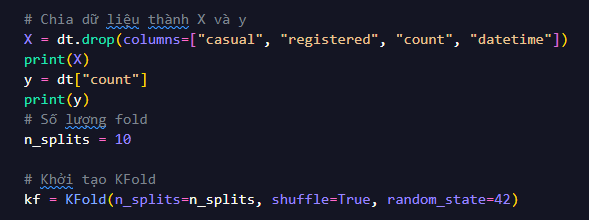 # Chia dữ liệu thành X và y
X = dt.drop(columns=["casual", "registered", "count", "datetime"])
print(X)
y = dt["count"]
print(y)
# Số lượng fold
n_splits = 10
# Khởi tạo KFold
kf = KFold(n_splits=n_splits, shuffle=True, random_state=42)